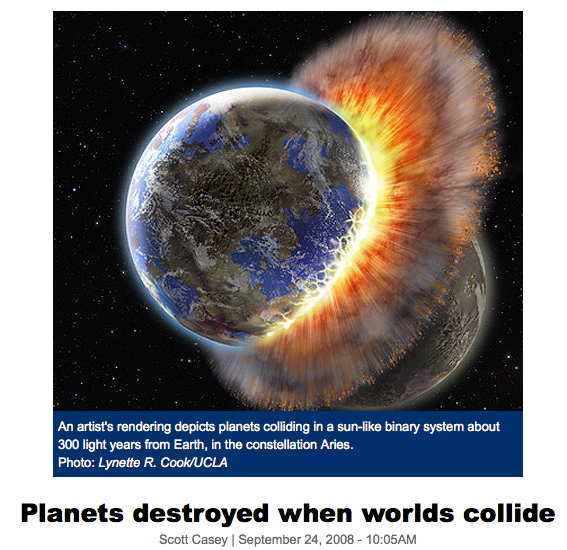 An artist's rendering depicts planets colliding in a sun-like binary system about
300 light years from Earth, in the constellation Aries.
Photo: Lynette R. Cook/UCLA
Planets destroyed when worlds collide
Scott Casey | September 24, 2008 - 10:05AM